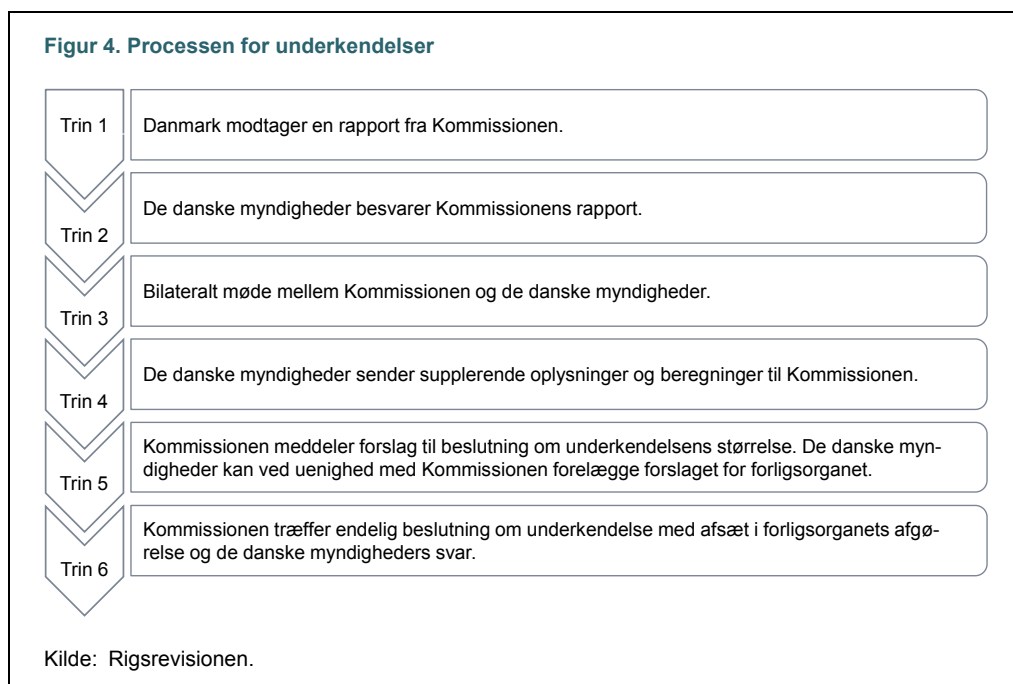 Figur 4. Processen for underkendelser
Trin 1
Danmark modtager en rapport fra Kommissionen.
Trin 2
De danske myndigheder besvarer Kommissionens rapport.
Trin 3
Bilateralt møde mellem Kommissionen og de danske myndigheder.
Trin 4
De danske myndigheder sender supplerende oplysninger og beregninger til Kommissionen.
Trin 5
Kommissionen meddeler forslag til beslutning om underkendelsens størrelse. De danske myn-
digheder kan ved uenighed med Kommissionen forelægge forslaget for forligsorganet.
Trin 6
Kommissionen træffer endelig beslutning om underkendelse med afsæt i forligsorganets afgø-
relse og de danske myndigheders svar.
Kilde: Rigsrevisionen.